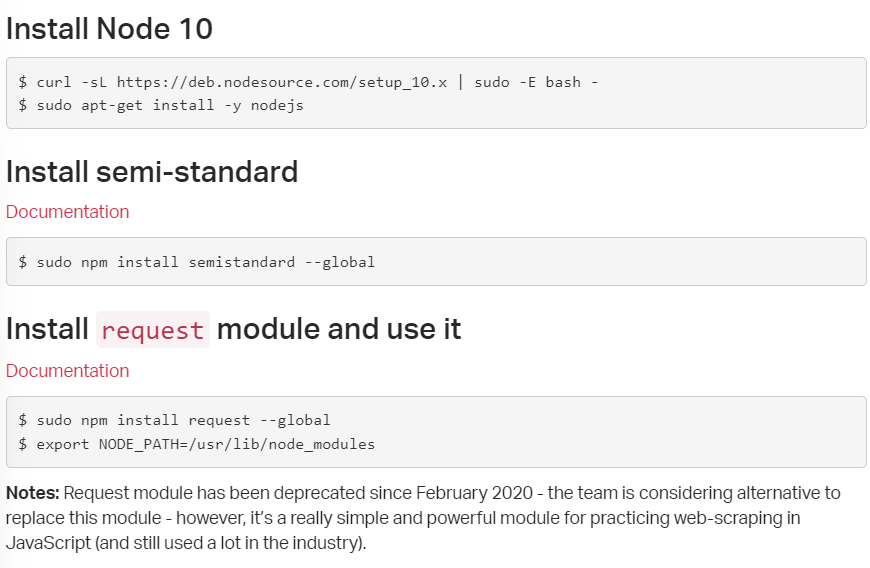 Install Node 10
$ curl -sL https://deb.nodesource.com/setup_10.x | sudo -E bash -
$ sudo apt-get install -y nodejs
Install semi-standard
Documentation
$ sudo npm install semistandard --global
Install request module and use it
Documentation
$ sudo npm install request --global
$ export NODE_PATH=/usr/lib/node_modules
Notes: Request module has been deprecated since February 2020 - the team is considering alternative to
replace this module - however, it’s a really simple and powerful module for practicing web-scraping in
JavaScript (and still used a lot in the industry).